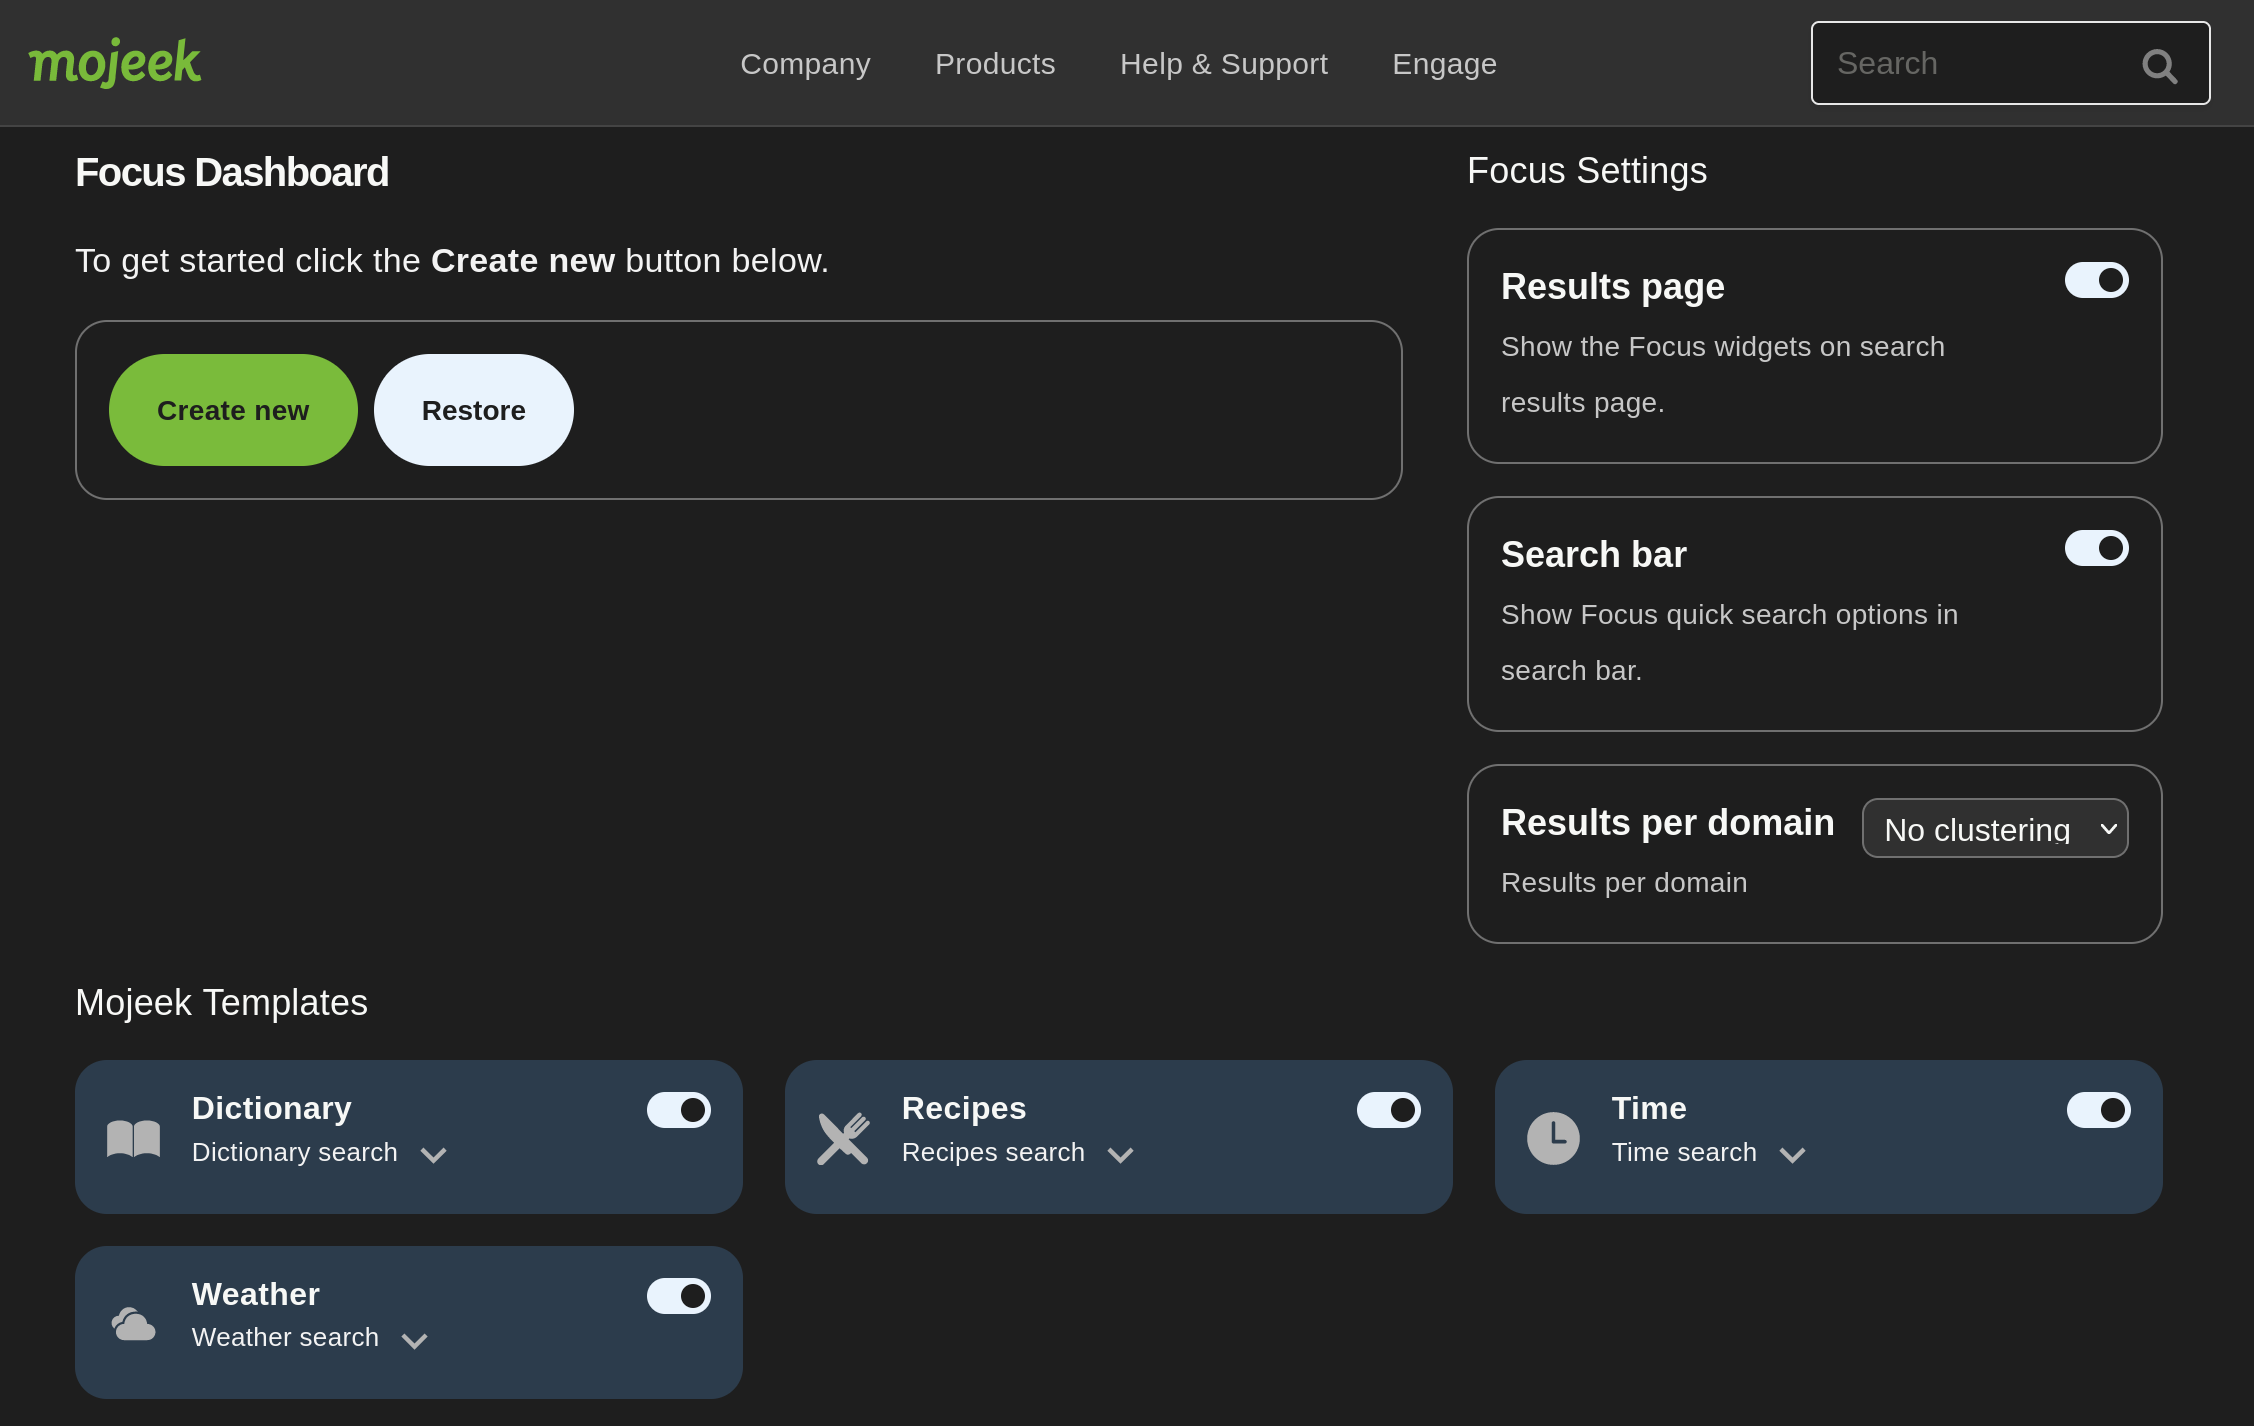 mojeek
Company Products Help & Support Engage
Search
Focus Dashboard
To get started click the Create new button below.
Create new Restore
Focus Settings
Results page
Show the Focus widgets on search
results page.
Search bar
Show Focus quick search options in
search bar.
Results per domain No clustering
Results per domain
Mojeek Templates
Dictionary
Dictionary search
Recipes
Recipes search
Time
Time search
Weather
Weather search